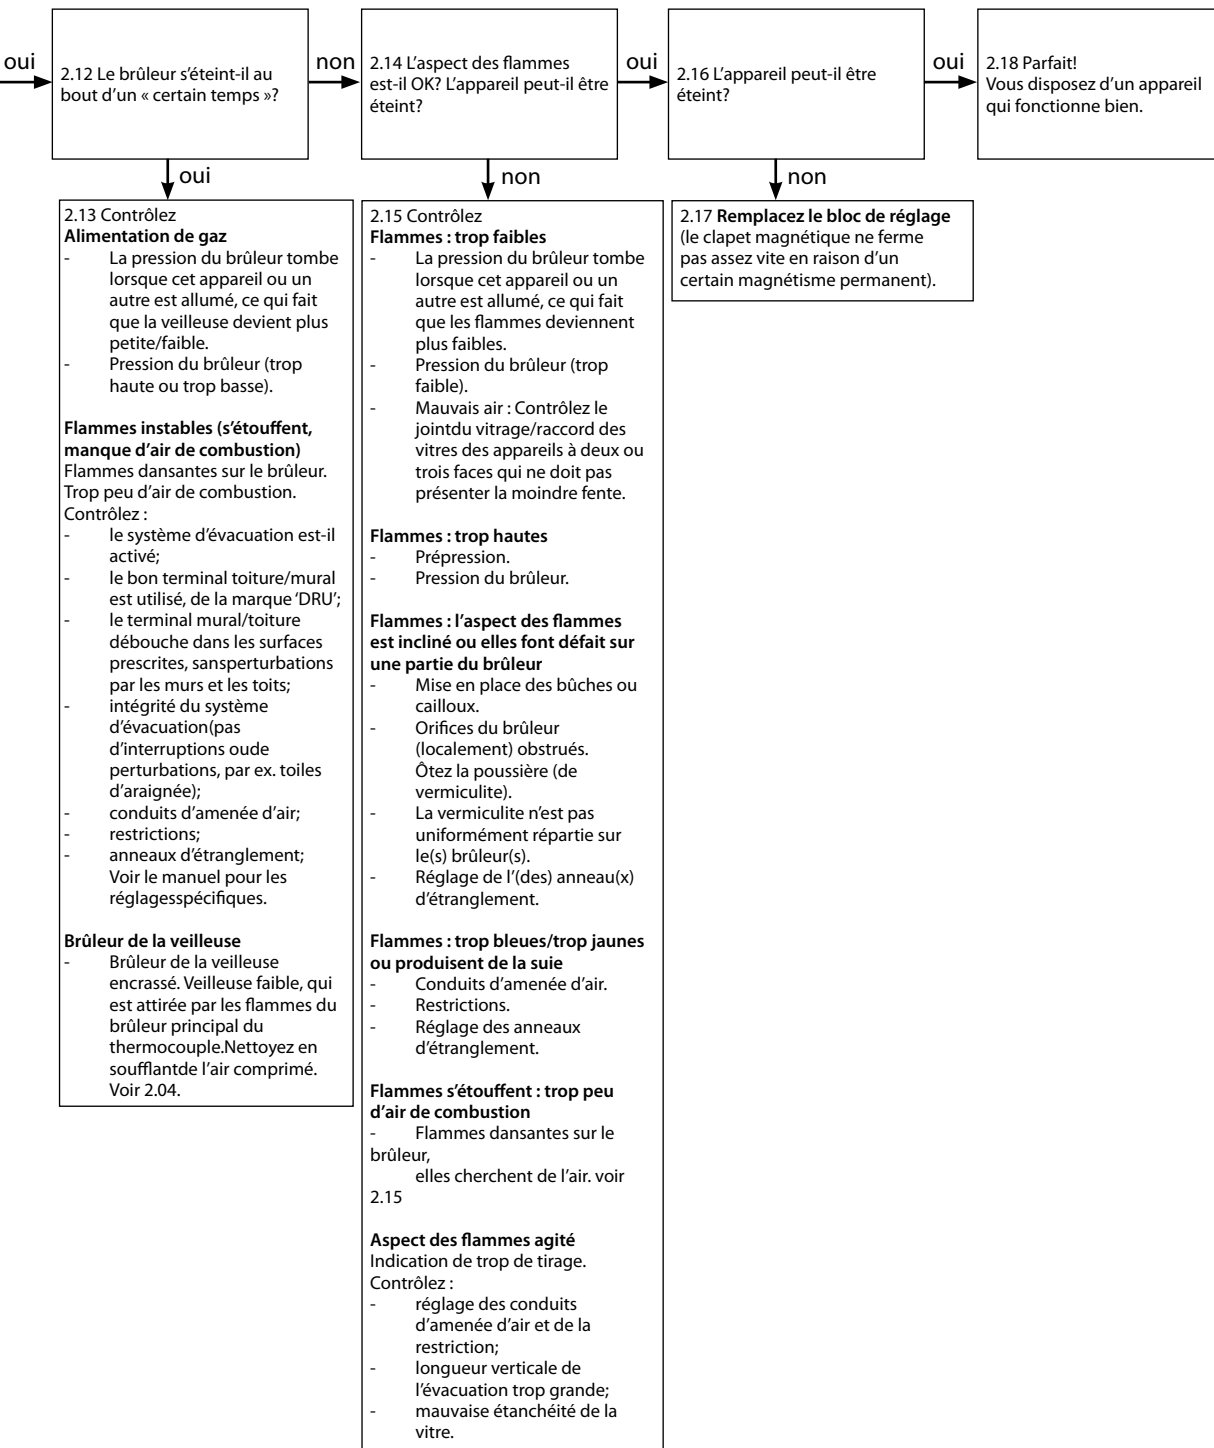 oui
2.12 Le brûleur s’éteint-il au
bout d’un « certain temps »?
non
2.14 L’aspect des flammes
est-il OK? L’appareil peut-il être
éteint?
oui
2.16 L’appareil peut-il être
éteint?
oui
2.18 Parfait!
Vous disposez d’un appareil
qui fonctionne bien.
oui
non
non
2.13 Contrôlez
Alimentation de gaz
- La pression du brûleur tombe
lorsque cet appareil ou un
autre est allumé, ce qui fait
que la veilleuse devient plus
petite/faible.
- Pression du brûleur (trop
haute ou trop basse).
Flammes instables (s’étouffent,
manque d’air de combustion)
Flammes dansantes sur le brûleur.
Trop peu d’air de combustion.
Contrôlez :
- le système d’évacuation est-il
activé;
- le bon terminal toiture/mural
est utilisé, de la marque ‘DRU’;
- le terminal mural/toiture
débouche dans les surfaces
prescrites, sansperturbations
par les murs et les toits;
- intégrité du système
d’évacuation(pas
d’interruptions oude
perturbations, par ex. toiles
d’araignée);
- conduits d’amenée d’air;
- restrictions;
- anneaux d’étranglement;
Voir le manuel pour les
réglagesspécifiques.
Brûleur de la veilleuse
- Brûleur de la veilleuse
encrassé. Veilleuse faible, qui
est attirée par les flammes du
brûleur principal du
thermocouple.Nettoyez en
soufflantde l’air comprimé.
Voir 2.04.
2.15 Contrôlez
Flammes : trop faibles
- La pression du brûleur tombe
lorsque cet appareil ou un
autre est allumé, ce qui fait
que les flammes deviennent
plus faibles.
- Pression du brûleur (trop
faible).
- Mauvais air : Contrôlez le
jointdu vitrage/raccord des
vitres des appareils à deux ou
trois faces qui ne doit pas
présenter la moindre fente.
Flammes : trop hautes
- Prépression.
- Pression du brûleur.
Flammes : l’aspect des flammes
est incliné ou elles font défait sur
une partie du brûleur
- Mise en place des bûches ou
cailloux.
- Orifices du brûleur
(localement) obstrués.
Ôtez la poussière (de
vermiculite).
- La vermiculite n’est pas
uniformément répartie sur
le(s) brûleur(s).
- Réglage de l’(des) anneau(x)
d’étranglement.
Flammes : trop bleues/trop jaunes
ou produisent de la suie
- Conduits d’amenée d’air.
- Restrictions.
- Réglage des anneaux
d’étranglement.
Flammes s’étouffent : trop peu
d’air de combustion
- Flammes dansantes sur le
brûleur,
elles cherchent de l’air. voir
2.15
Aspect des flammes agité
Indication de trop de tirage.
Contrôlez :
- réglage des conduits
d’amenée d’air et de la
restriction;
- longueur verticale de
l’évacuation trop grande;
- mauvaise étanchéité de la
vitre.
2.17 Remplacez le bloc de réglage
(le clapet magnétique ne ferme
pas assez vite en raison d’un
certain magnétisme permanent).